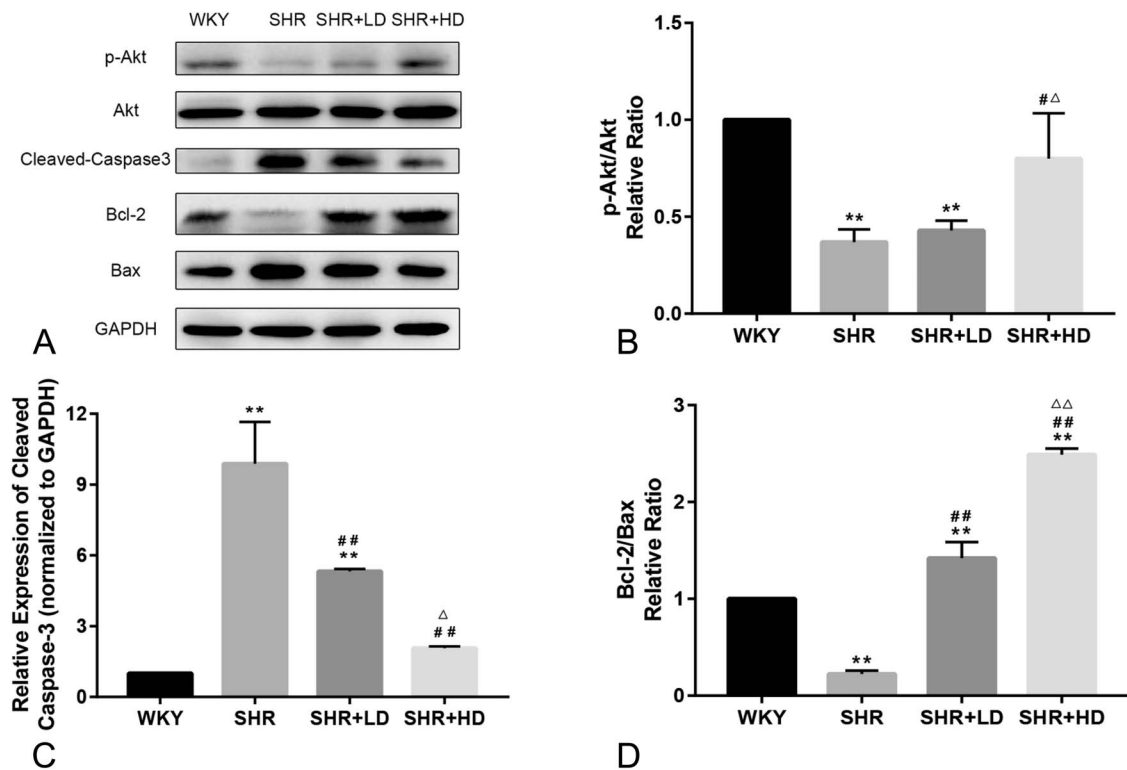 WKY SHR SHR+LD SHR+HD
p-Akt
Akt
Cleaved-Caspase3
Bcl-2
Bax
GAPDH
A
p-Akt/Akt
Relative Ratio
1.5
1.0
0.5
0.0
**
**
#△
WKY SHR SHR+LD SHR+HD
B
Relative Expression of Cleaved
Caspase-3 (normalized to GAPDH)
12
9
6
3
0
**
##
**
△
##
WKY SHR SHR+LD SHR+HD
C
Bcl-2/Bax
Relative Ratio
3
2
1
0
**
##
**
△△
##
**
WKY SHR SHR+LD SHR+HD
D